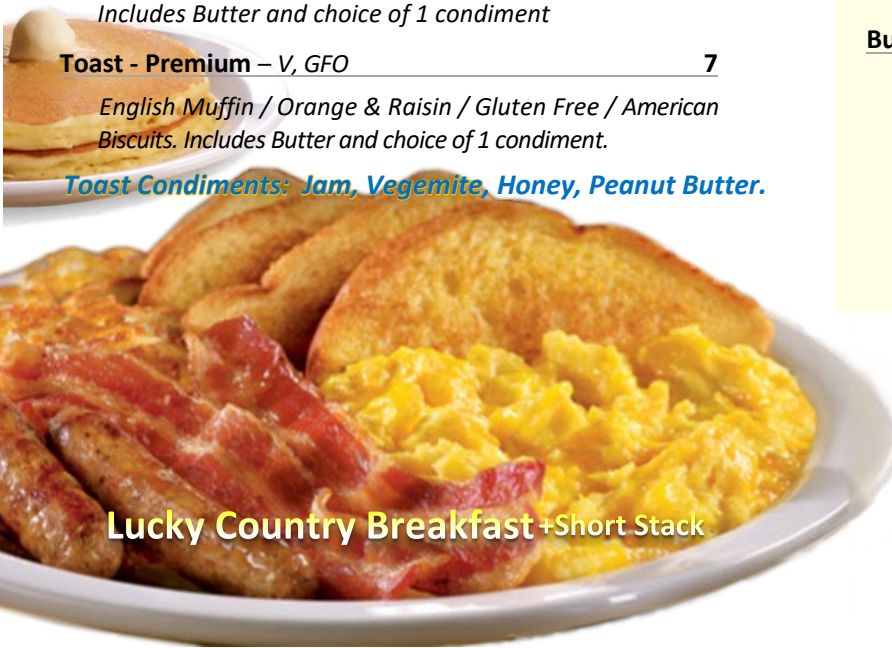 Includes Butter and choice of 1 condiment
Toast - Premium – V, GFO 7
English Muffin / Orange & Raisin / Gluten Free / American
Biscuits. Includes Butter and choice of 1 condiment.
Toast Condiments: Jam, Vegemite, Honey, Peanut Butter.
Lucky Country Breakfast +Short Stack